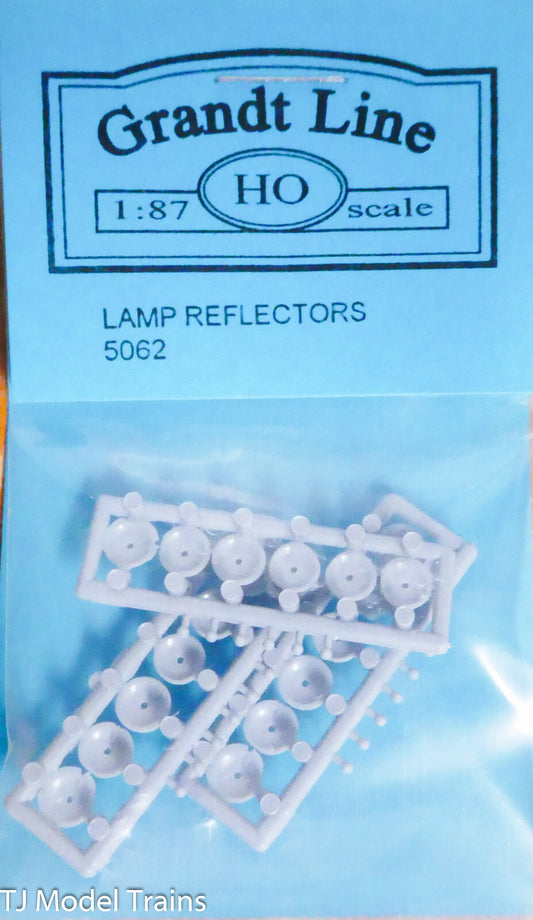 Grandt Line
1:87 HO scale
LAMP REFLECTORS
5062
TJ Model Trains